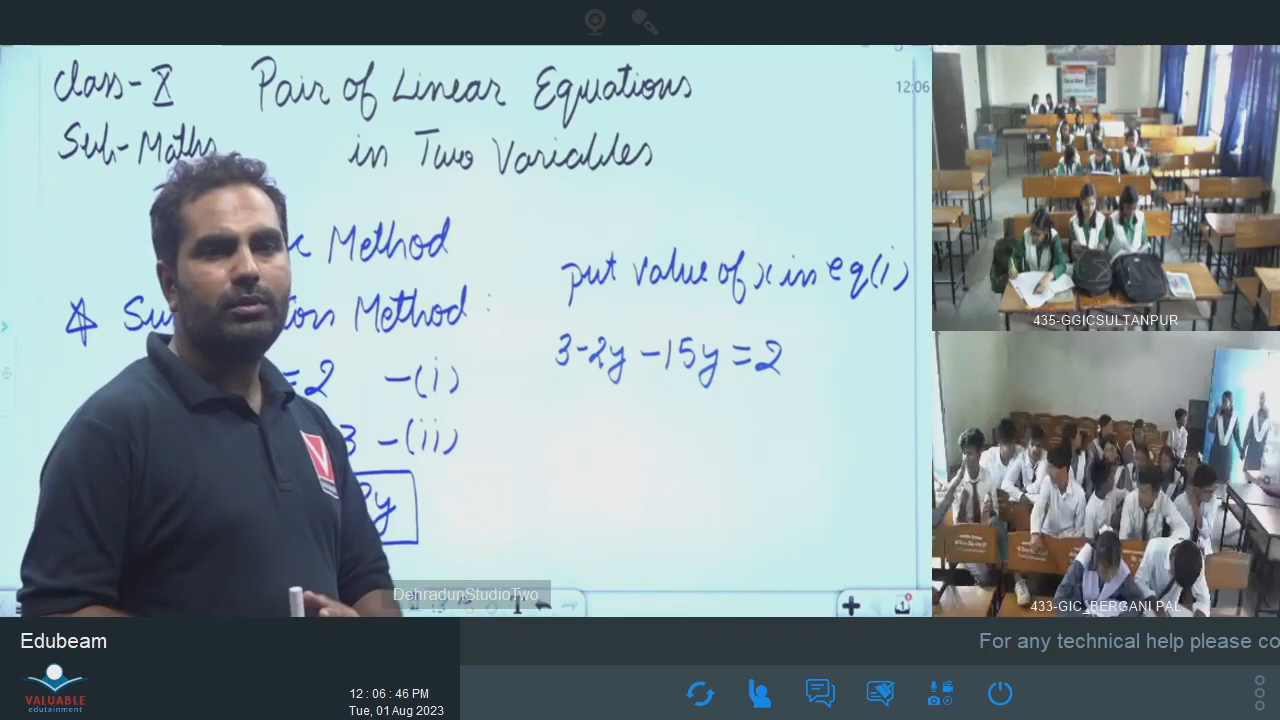 Class-X Pair of Linear Equations
Sub-Maths in Two Variables
12:06
Method
Method :
=2 -(i)
3 -(ii)
y
put value of x in eq(i)
3-2y -15y = 2
435-GGICSULTANPUR
433-GIC_BERGANI PAL
DehradunStudioTwo
Edubeam
For any technical help please co
VALUABLE
edutainment
12 : 06 : 46 PM
Tue, 01 Aug 2023